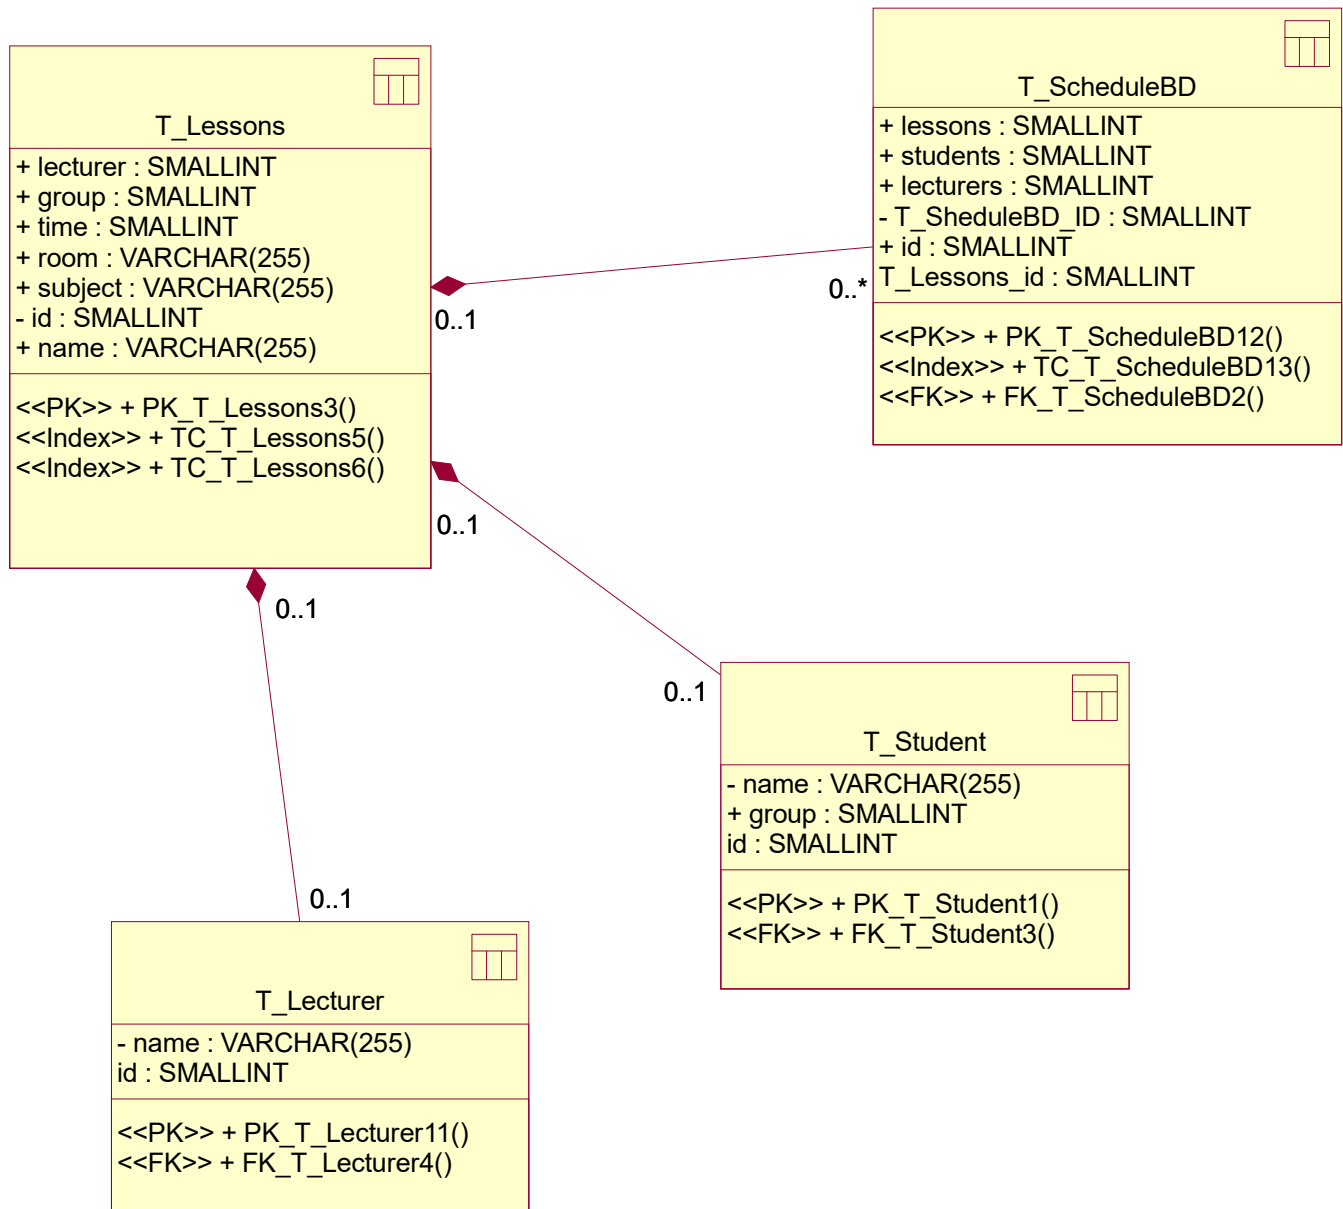 T_Lessons
+ lecturer : SMALLINT
+ group : SMALLINT
+ time : SMALLINT
+ room : VARCHAR(255)
+ subject : VARCHAR(255)
- id : SMALLINT
+ name : VARCHAR(255)
<<PK>> + PK_T_Lessons3()
<<Index>> + TC_T_Lessons5()
<<Index>> + TC_T_Lessons6()
T_ScheduleBD
+ lessons : SMALLINT
+ students : SMALLINT
+ lecturers : SMALLINT
- T_SheduleBD_ID : SMALLINT
+ id : SMALLINT
T_Lessons_id : SMALLINT
<<PK>> + PK_T_ScheduleBD12()
<<Index>> + TC_T_ScheduleBD13()
<<FK>> + FK_T_ScheduleBD2()
0..1
0..*
0..1
0..1
0..1
0..1
T_Student
- name : VARCHAR(255)
+ group : SMALLINT
id : SMALLINT
<<PK>> + PK_T_Student1()
<<FK>> + FK_T_Student3()
T_Lecturer
- name : VARCHAR(255)
id : SMALLINT
<<PK>> + PK_T_Lecturer11()
<<FK>> + FK_T_Lecturer4()